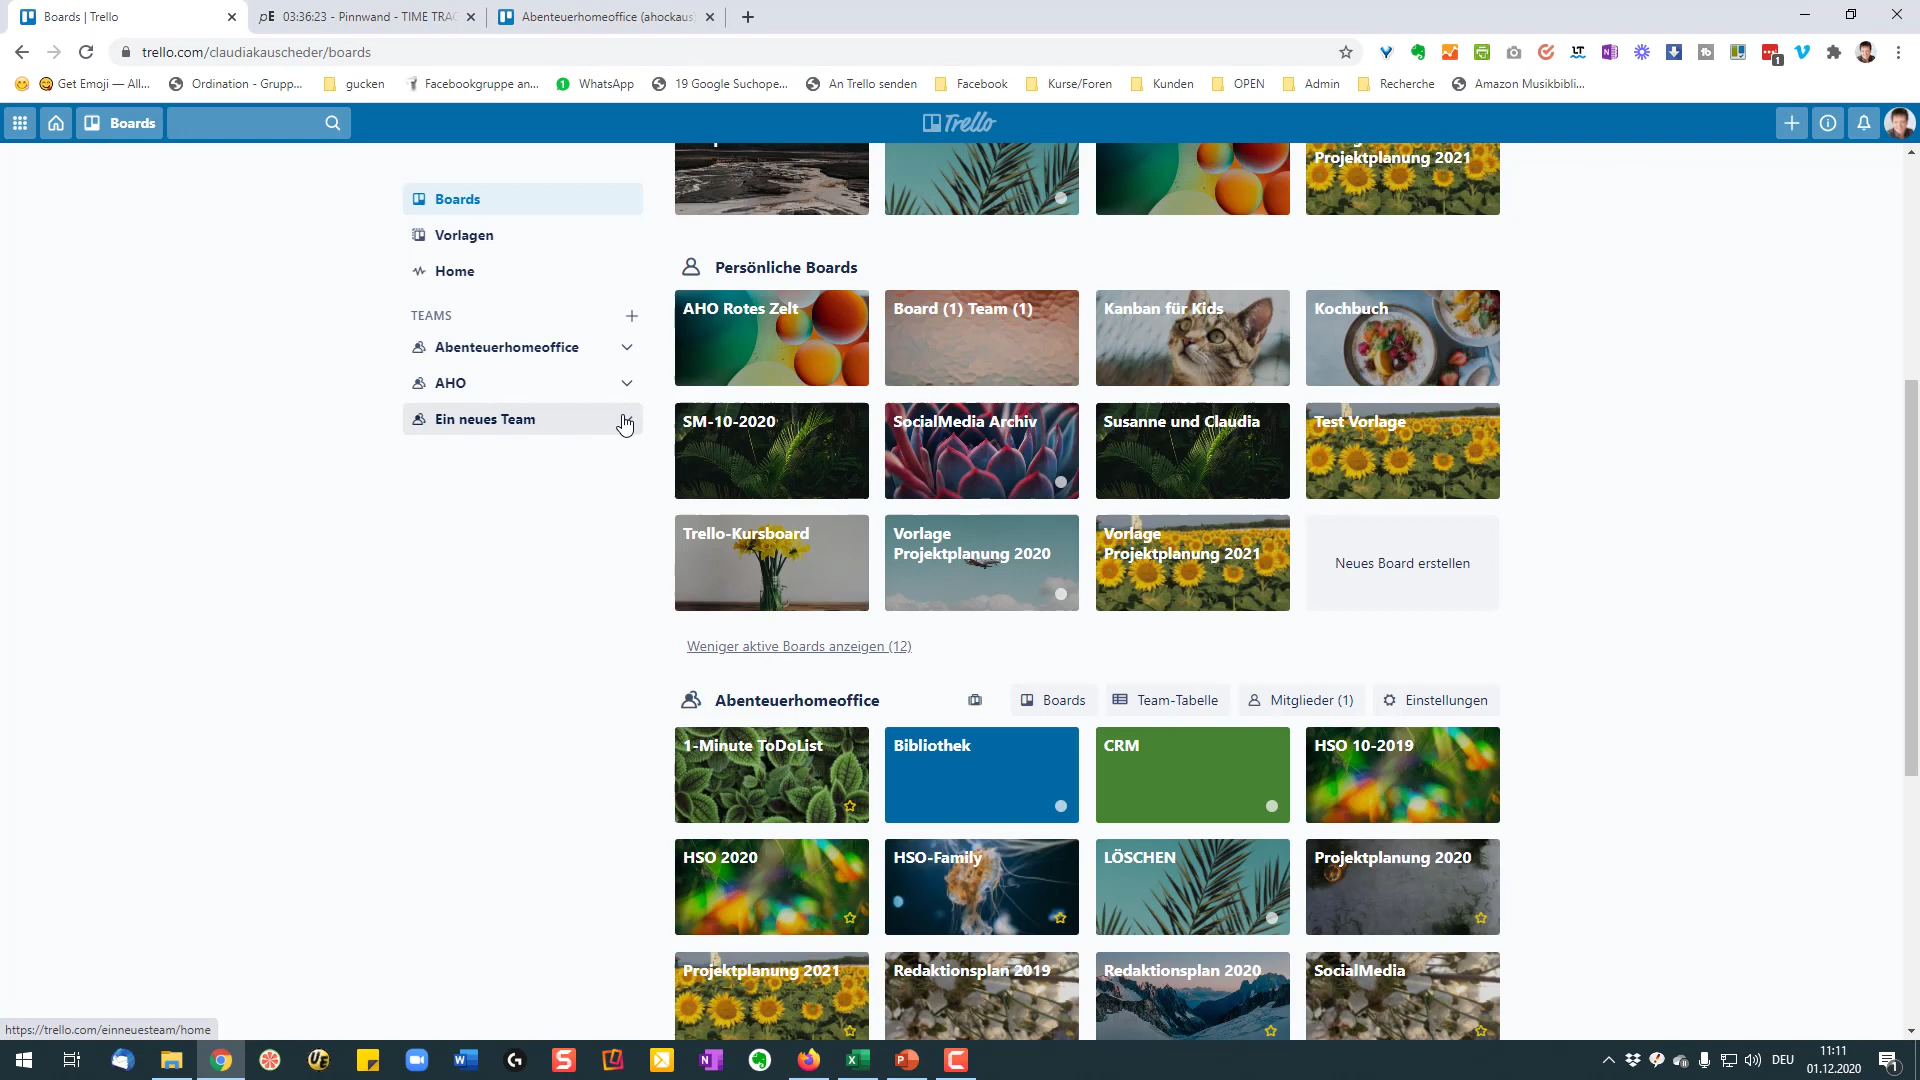 Boards | Trello
pE 03:36:23 - Pinnwand - TIME TRAC
Abenteuerhomeoffice (ahockaus
trello.com/claudiakauscheder/boards
Get Emoji — All...
Ordination - Grupp...
gucken
Facebookgruppe an...
WhatsApp
19 Google Suchope...
An Trello senden
Facebook
Kurse/Foren
Kunden
OPEN
Admin
Recherche
Amazon Musikbibli...
Boards
Trello
Projektplanung 2021
Boards
Vorlagen
Home
TEAMS
Abenteuerhomeoffice
AHO
Ein neues Team
Persönliche Boards
AHO Rotes Zelt
Board (1) Team (1)
Kanban für Kids
Kochbuch
SM-10-2020
SocialMedia Archiv
Susanne und Claudia
Test Vorlage
Trello-Kursboard
Vorlage
Projektplanung 2020
Vorlage
Projektplanung 2021
Neues Board erstellen
Weniger aktive Boards anzeigen (12)
Abenteuerhomeoffice
Boards
Team-Tabelle
Mitglieder (1)
Einstellungen
1-Minute ToDoList
Bibliothek
CRM
HSO 10-2019
HSO 2020
HSO-Family
LÖSCHEN
Projektplanung 2020
Projektplanung 2021
Redaktionsplan 2019
Redaktionsplan 2020
SocialMedia
https://trello.com/einneuesteam/home
DEU
11:11
01.12.2020